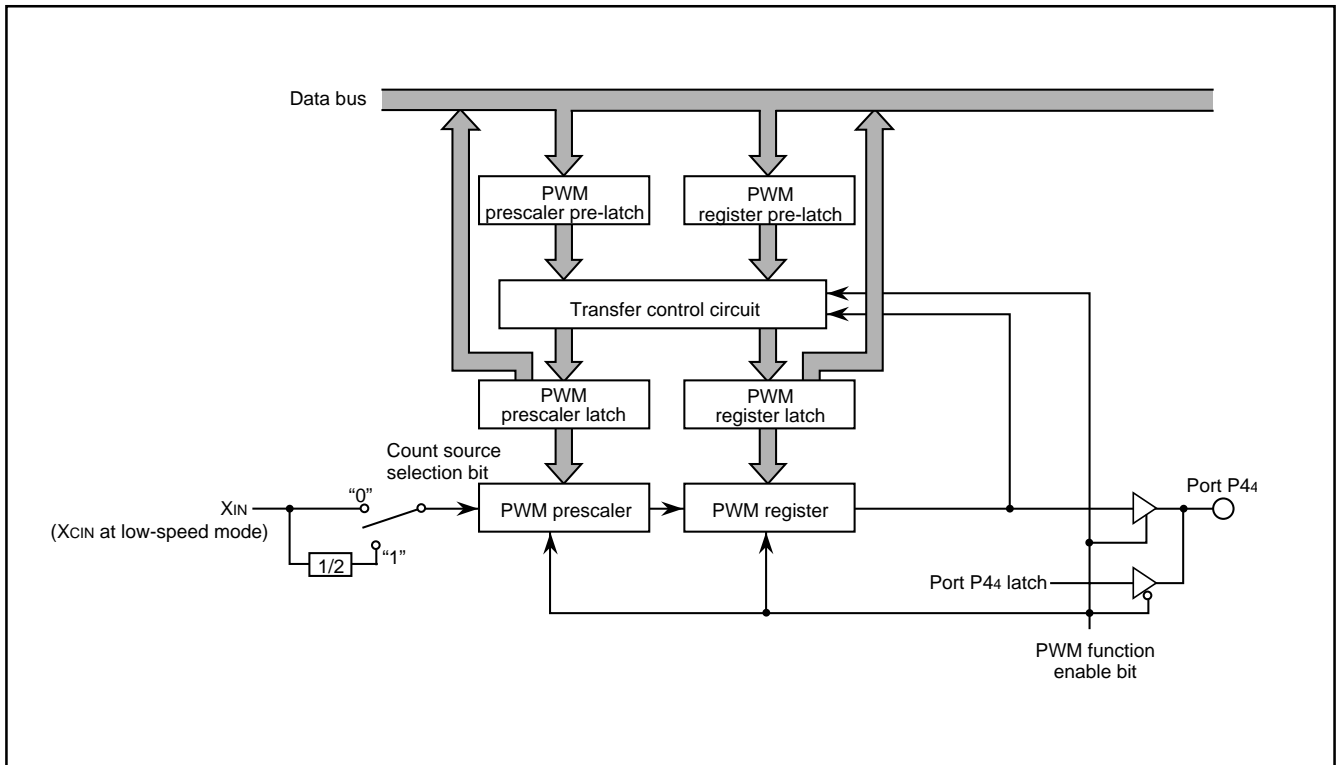 Data bus
PWM
prescaler pre-latch
PWM
register pre-latch
Transfer control circuit
PWM
prescaler latch
PWM
register latch
Count source
selection bit
XIN
(XCIN at low-speed mode)
“0”
“1”
1/2
PWM prescaler
PWM register
Port P44
Port P44 latch
PWM function
enable bit